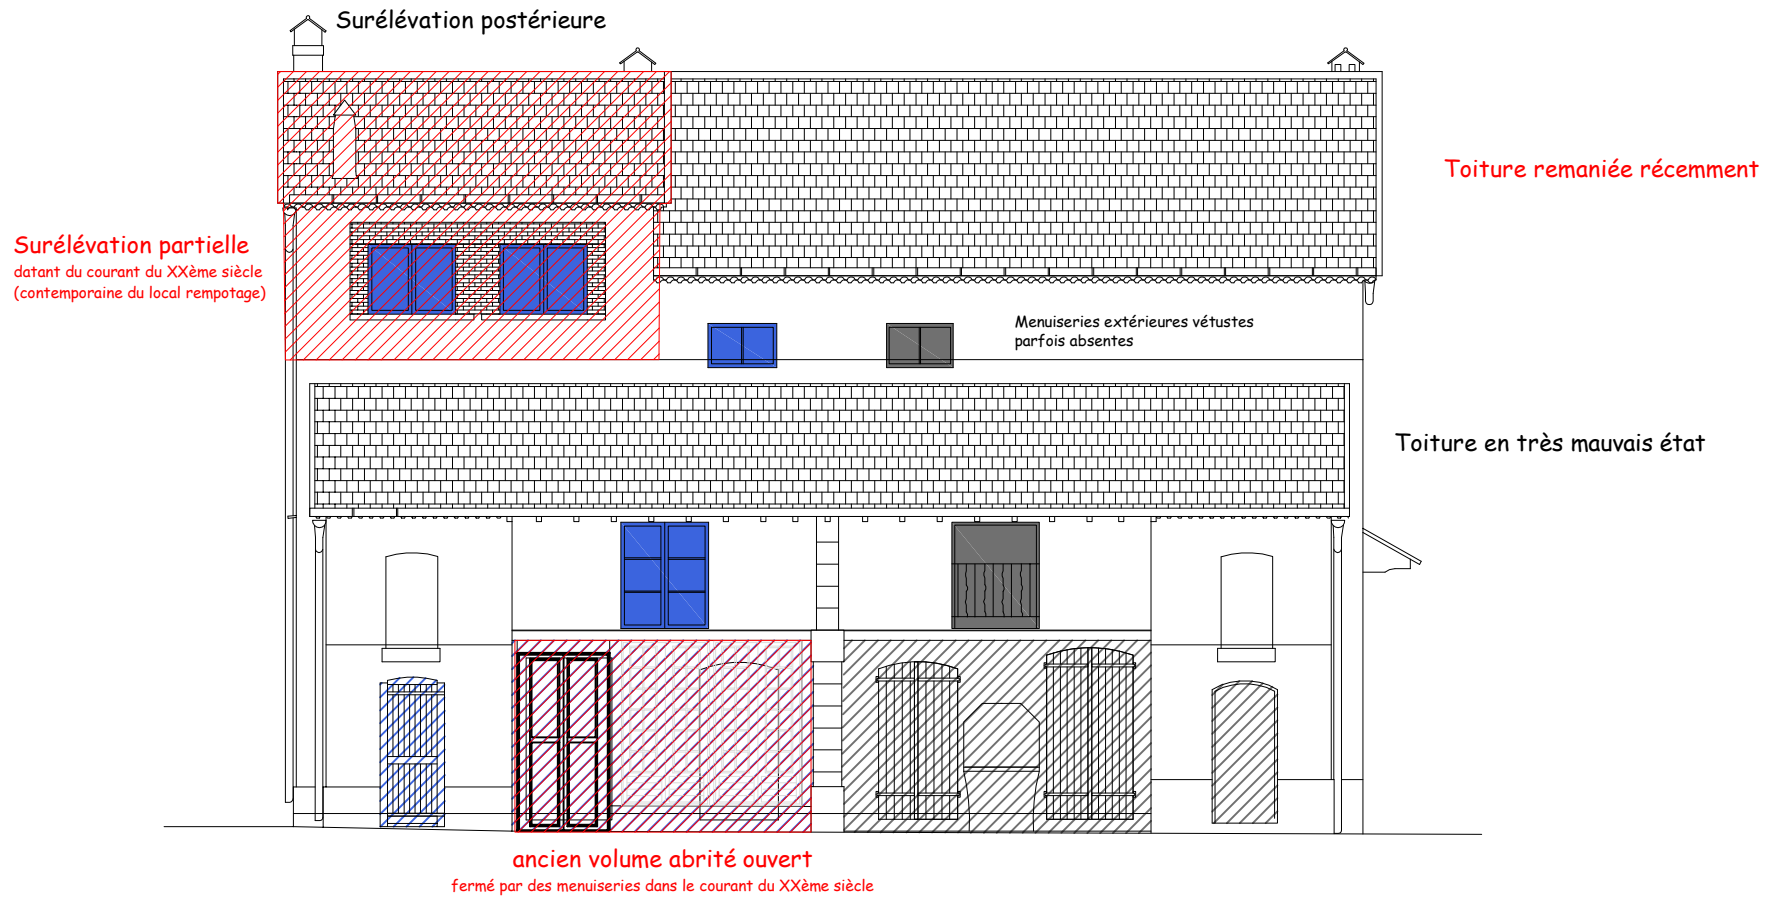 Surélévation postérieure
Toiture remaniée récemment
Surélévation partielle
datant du courant du XXème siècle
(contemporaine du local rempotage)
Menuiseries extérieures vétustes
parfois absentes
Toiture en très mauvais état
ancien volume abrité ouvert
fermé par des menuiseries dans le courant du XXème siècle